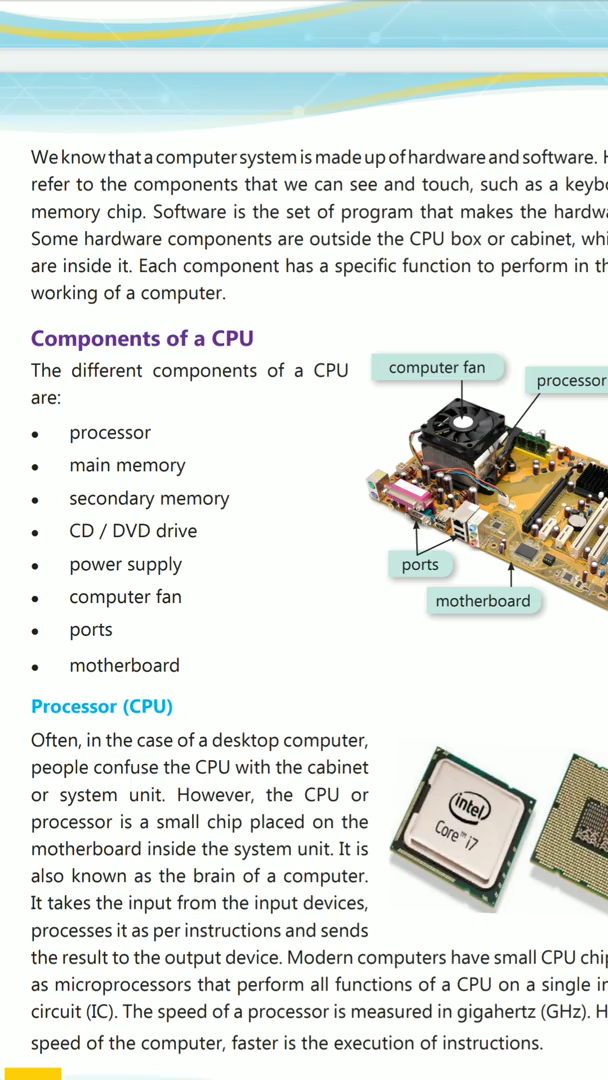 We know that a computer system is made up of hardware and software. H
refer to the components that we can see and touch, such as a keybo
memory chip. Software is the set of program that makes the hardwa
Some hardware components are outside the CPU box or cabinet, whi
are inside it. Each component has a specific function to perform in th
working of a computer.
Components of a CPU
The different components of a CPU
are:
• processor
• main memory
• secondary memory
• CD / DVD drive
• power supply
• computer fan
• ports
• motherboard
computer fan
processor
ports
motherboard
Processor (CPU)
Often, in the case of a desktop computer,
people confuse the CPU with the cabinet
or system unit. However, the CPU or
processor is a small chip placed on the
motherboard inside the system unit. It is
also known as the brain of a computer.
It takes the input from the input devices,
processes it as per instructions and sends
the result to the output device. Modern computers have small CPU chip
as microprocessors that perform all functions of a CPU on a single in
circuit (IC). The speed of a processor is measured in gigahertz (GHz). H
speed of the computer, faster is the execution of instructions.
intel
Core™ i7